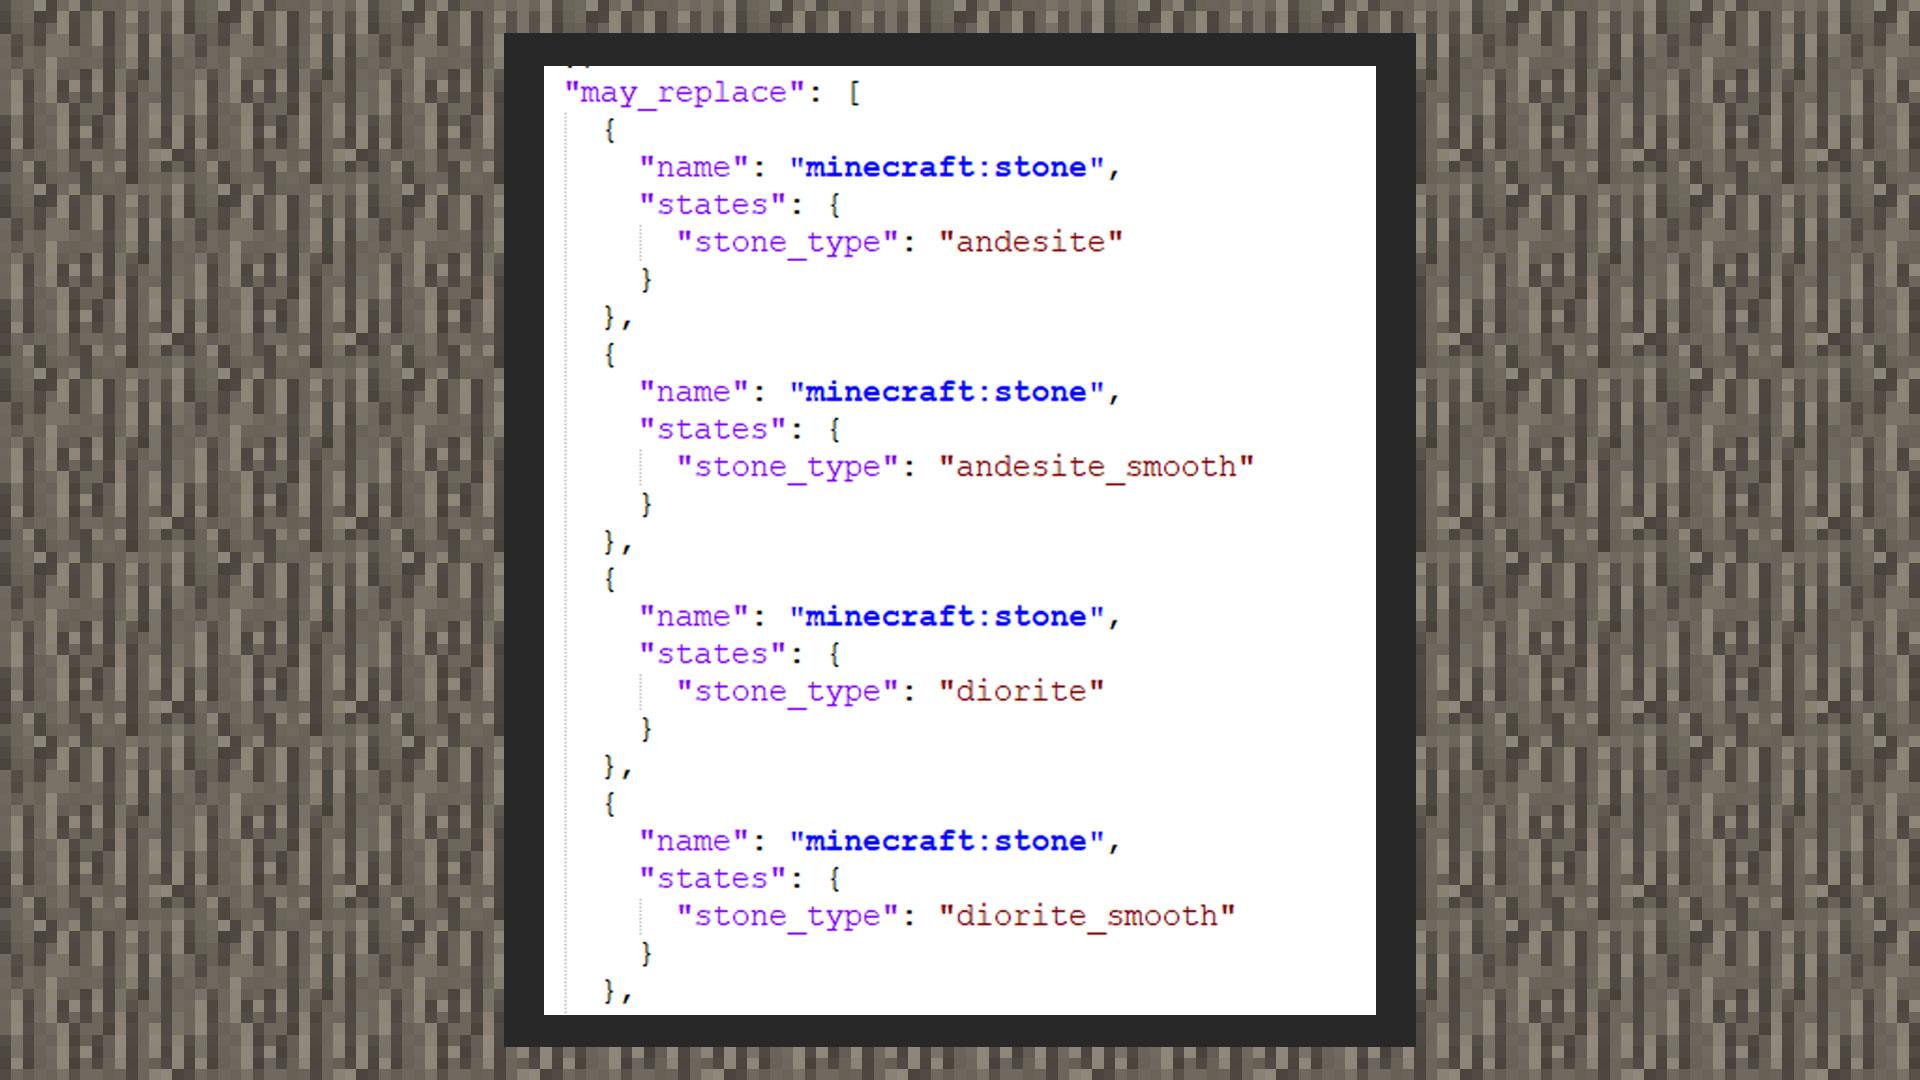 "may_replace": [
{
"name": "minecraft:stone",
"states": {
"stone_type": "andesite"
}
},
{
"name": "minecraft:stone",
"states": {
"stone_type": "andesite_smooth"
}
},
{
"name": "minecraft:stone",
"states": {
"stone_type": "diorite"
}
},
{
"name": "minecraft:stone",
"states": {
"stone_type": "diorite_smooth"
}
},